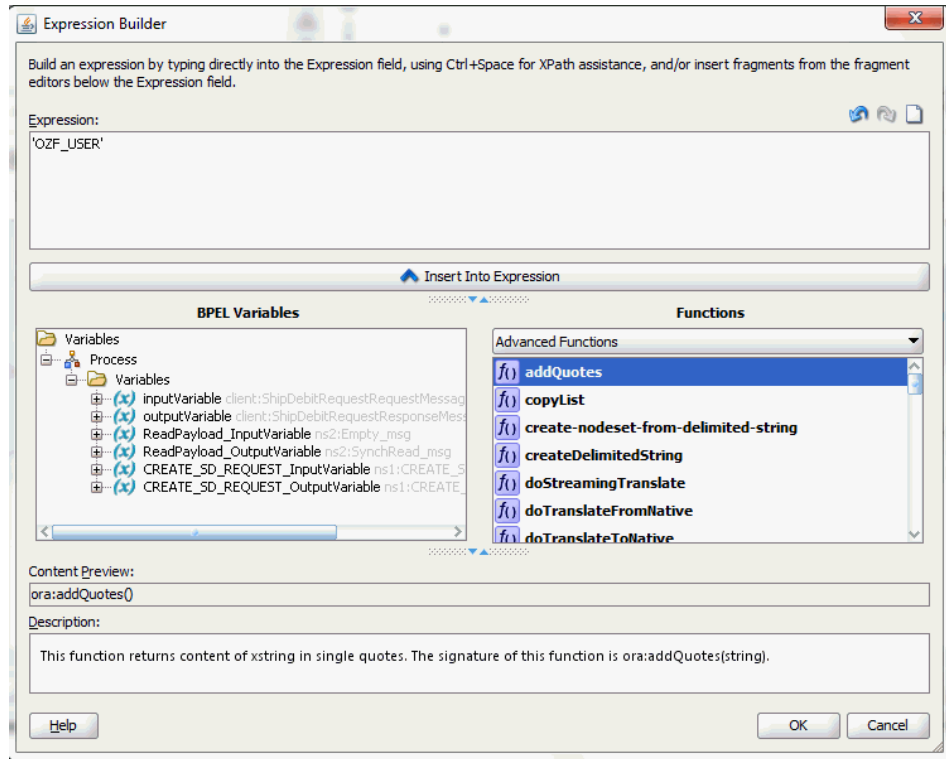 Expression Builder
Build an expression by typing directly into the Expression field, using Ctrl+Space for XPath assistance, and/or insert fragments from the fragment
editors below the Expression field.
Expression:
'OZF_USER'
Insert Into Expression
BPEL Variables
Variables
Process
Variables
inputVariable client:ShipDebitRequestRequestMessag
outputVariable client:ShipDebitRequestResponseMess
ReadPayload_InputVariable ns2:Empty_msg
ReadPayload_OutputVariable ns2:SynchRead_msg
CREATE_SD_REQUEST_InputVariable ns1:CREATE_S
CREATE_SD_REQUEST_OutputVariable ns1:CREATE_
Functions
Advanced Functions
f() addQuotes
f() copyList
f() create-nodeset-from-delimited-string
f() createDelimitedString
f() doStreamingTranslate
f() doTranslateFromNative
f() doTranslateToNative
Content Preview:
ora:addQuotes()
Description:
This function returns content of xstring in single quotes. The signature of this function is ora:addQuotes(string).
Help
OK
Cancel